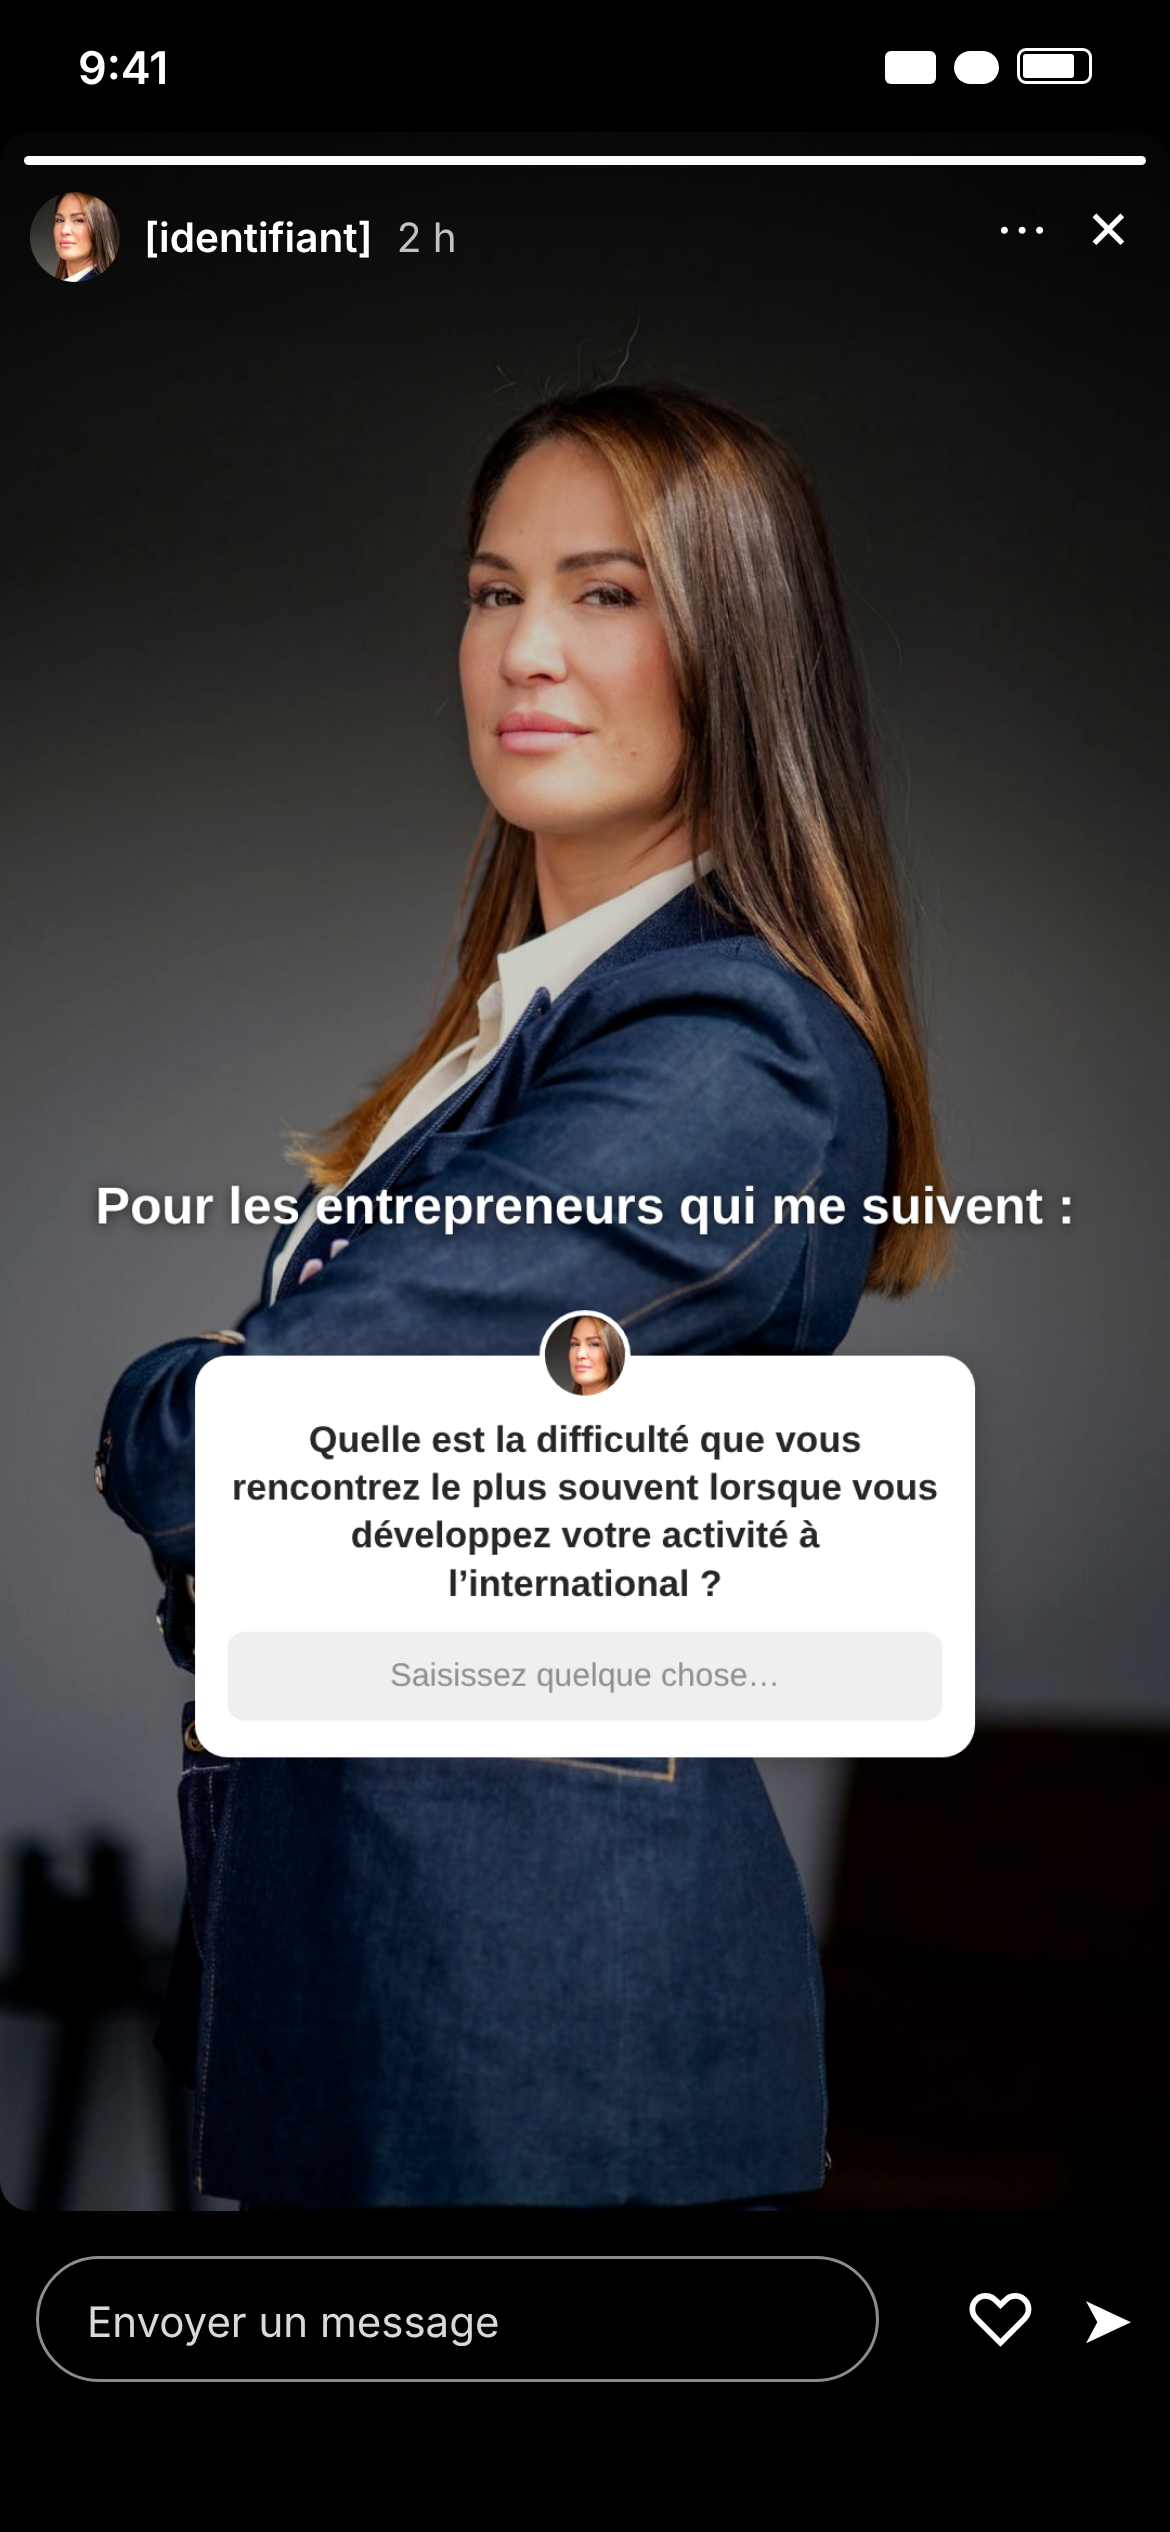 9:41
[identifiant] 2 h
Pour les entrepreneurs qui me suivent :
Quelle est la difficulté que vous
rencontrez le plus souvent lorsque vous
développez votre activité à
l’international ?
Saisissez quelque chose…
Envoyer un message